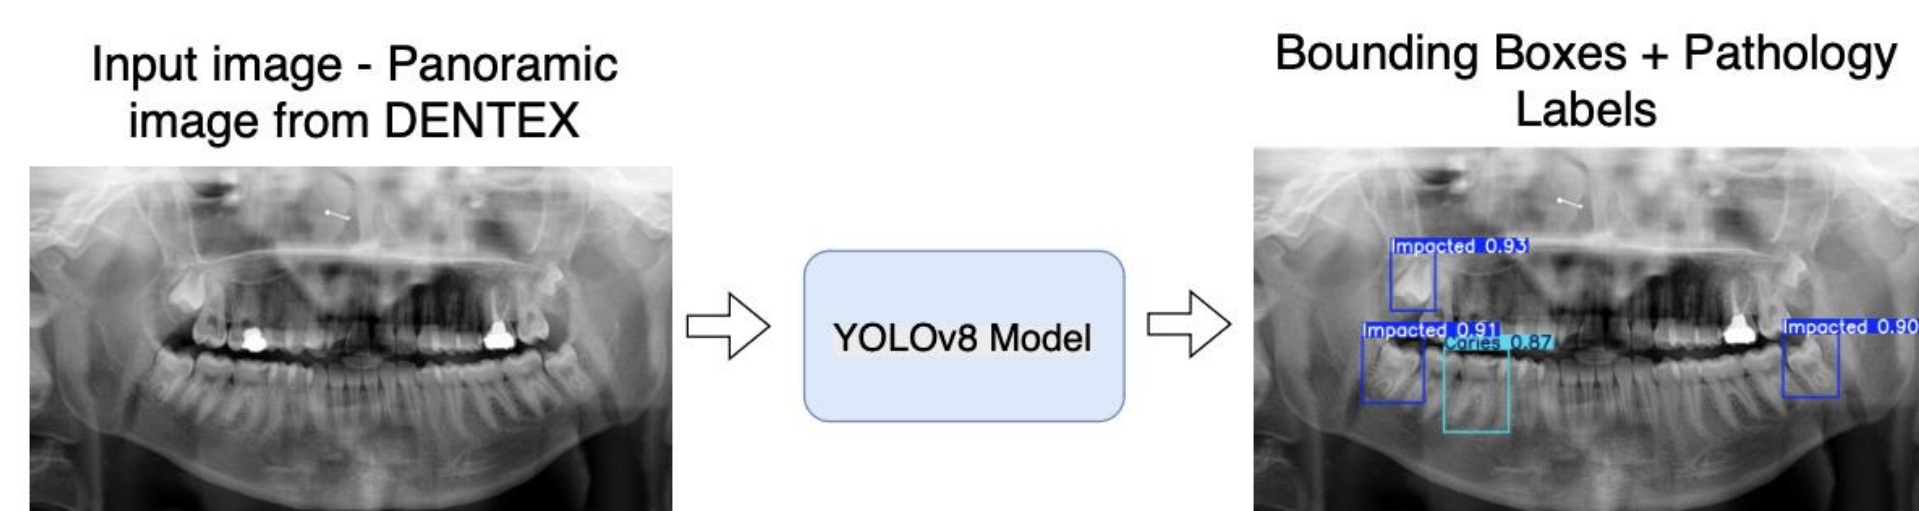 Input image - Panoramic
image from DENTEX
YOLOv8 Model
Bounding Boxes + Pathology
Labels
Impacted 0.93
Impacted 0.91
Caries 0.87
Impacted 0.90